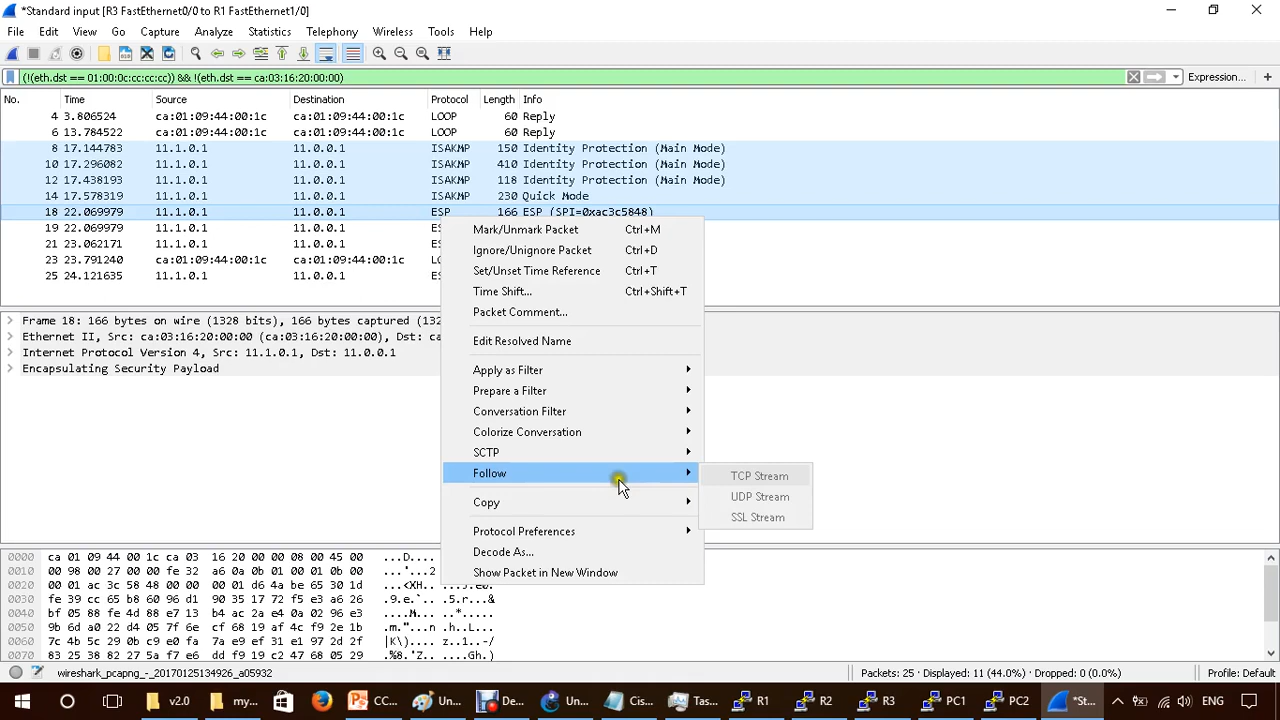 *Standard input [R3 FastEthernet0/0 to R1 FastEthernet1/0]
File Edit View Go Capture Analyze Statistics Telephony Wireless Tools Help
(!(eth.dst == 01:00:0c:cc:cc:cc)) && !(eth.dst == ca:03:16:20:00:00) Expression... +
No. Time Source Destination Protocol Length Info
4 3.806524 ca:01:09:44:00:1c ca:01:09:44:00:1c LOOP 60 Reply
6 13.784522 ca:01:09:44:00:1c ca:01:09:44:00:1c LOOP 60 Reply
8 17.144783 11.1.0.1 11.0.0.1 ISAKMP 150 Identity Protection (Main Mode)
10 17.296082 11.1.0.1 11.0.0.1 ISAKMP 410 Identity Protection (Main Mode)
12 17.438193 11.1.0.1 11.0.0.1 ISAKMP 118 Identity Protection (Main Mode)
14 17.578319 11.1.0.1 11.0.0.1 ISAKMP 230 Quick Mode
18 22.069979 11.1.0.1 11.0.0.1 ESP 166 ESP (SPI=0xac3c5848)
19 22.069979 11.1.0.1 11.0.0.1 ES
21 23.062171 11.1.0.1 11.0.0.1 ES
23 23.791240 ca:01:09:44:00:1c ca:01:09:44:00:1c LO
25 24.121635 11.1.0.1 11.0.0.1 ES
Mark/Unmark Packet Ctrl+M
Ignore/Unignore Packet Ctrl+D
Set/Unset Time Reference Ctrl+T
Time Shift... Ctrl+Shift+T
Packet Comment...
Edit Resolved Name
Apply as Filter
Prepare a Filter
Conversation Filter
Colorize Conversation
SCTP
Follow
Copy
Protocol Preferences
Decode As...
Show Packet in New Window
TCP Stream
UDP Stream
SSL Stream
Frame 18: 166 bytes on wire (1328 bits), 166 bytes captured (132
Ethernet II, Src: ca:03:16:20:00:00 (ca:03:16:20:00:00), Dst: ca
Internet Protocol Version 4, Src: 11.1.0.1, Dst: 11.0.0.1
Encapsulating Security Payload
0000 ca 01 09 44 00 1c ca 03 16 20 00 00 08 00 45 00 ...D.... . ....E.
0010 00 98 00 27 00 00 fe 32 a6 0a 0b 01 00 01 0b 00 ...'...2
0020 00 01 ac 3c 58 48 00 00 00 01 d6 4a be 65 30 1d ...<XH..
0030 fe 39 cc 65 b8 60 96 d1 90 35 17 72 f5 e3 a6 26 .9.e.`.. .5.r...&
0040 bf 05 88 fe 4d 88 e7 13 b4 ac 2a e4 0a 02 96 e3 ....M... ..*.....
0050 9b 6d a0 22 d4 05 7f 6e cf 68 19 af 4c f9 2e 1b .m."...n .h..L...
0060 7c 4b 5c 29 0b c9 e0 fa 7a e9 ef 31 e1 97 2d 2f |K\).... z..1..-/
0070 83 25 38 82 27 5a f7 e6 dd f9 19 c2 47 68 05 29 .%8.'Z.. ....Gh.)
wireshark_pcapng_-_20170125134926_a05932 Packets: 25 · Displayed: 11 (44.0%) · Dropped: 0 (0.0%) Profile: Default
v2.0 my... CC... Un... De... Un... Cis... Tas... R1 R2 R3 PC1 PC2 *St... ENG